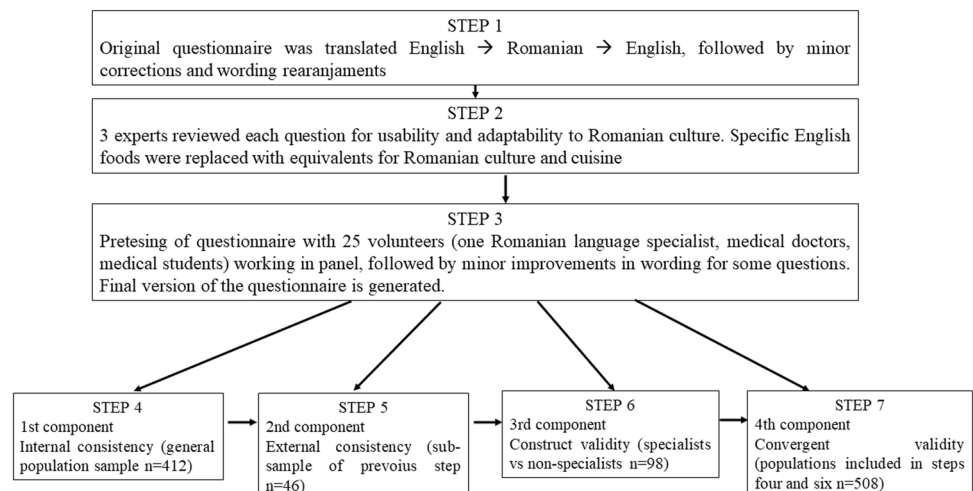 STEP 1
Original questionnaire was translated English → Romanian → English, followed by minor
corrections and wording rearanjaments
STEP 2
3 experts reviewed each question for usability and adaptability to Romanian culture. Specific English
foods were replaced with equivalents for Romanian culture and cuisine
STEP 3
Pretesing of questionnaire with 25 volunteers (one Romanian language specialist, medical doctors,
medical students) working in panel, followed by minor improvements in wording for some questions.
Final version of the questionnaire is generated.
STEP 4
1st component
Internal consistency (general
population sample n=412)
STEP 5
2nd component
External consistency (sub-
sample of prevoius step
n=46)
STEP 6
3rd component
Construct validity (specialists
vs non-specialists n=98)
STEP 7
4th component
Convergent validity
(populations included in steps
four and six n=508)